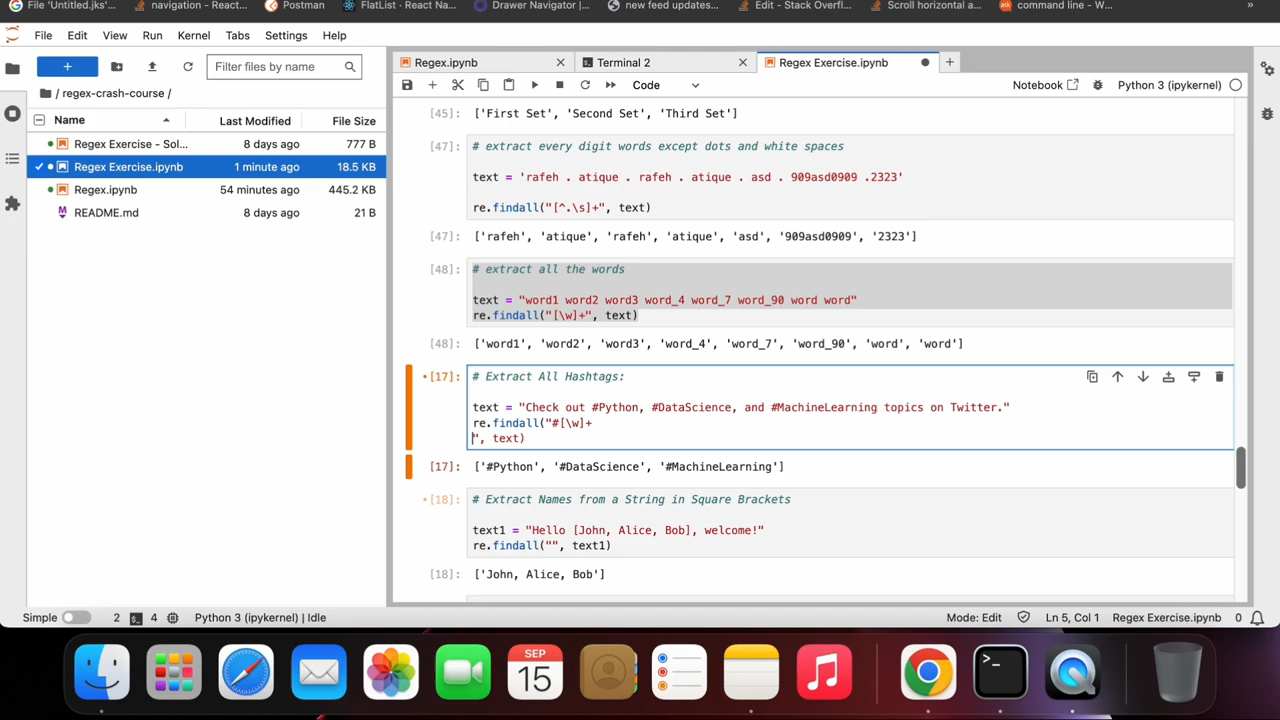 File 'Untitled.jks'...
navigation - React...
Postman
FlatList · React Na...
Drawer Navigator |...
new feed updates...
Edit - Stack Overfl...
Scroll horizontal a...
command line - W...
»
File Edit View Run Kernel Tabs Settings Help
+
Filter files by name
/ regex-crash-course /
Name Last Modified File Size
Regex Exercise - Sol... 8 days ago 777 B
Regex Exercise.ipynb 1 minute ago 18.5 KB
Regex.ipynb 54 minutes ago 445.2 KB
README.md 8 days ago 21 B
Regex.ipynb
Terminal 2
Regex Exercise.ipynb
Code
Notebook
Python 3 (ipykernel)
[45]: ['First Set', 'Second Set', 'Third Set']
[47]: # extract every digit words except dots and white spaces
text = 'rafeh . atique . rafeh . atique . asd . 909asd0909 .2323'
re.findall("[^.\s]+", text)
[47]: ['rafeh', 'atique', 'rafeh', 'atique', 'asd', '909asd0909', '2323']
[48]: # extract all the words
text = "word1 word2 word3 word_4 word_7 word_90 word word"
re.findall("[\w]+", text)
[48]: ['word1', 'word2', 'word3', 'word_4', 'word_7', 'word_90', 'word', 'word']
[17]: # Extract All Hashtags:
text = "Check out #Python, #DataScience, and #MachineLearning topics on Twitter."
re.findall("#[\w]+
", text)
[17]: ['#Python', '#DataScience', '#MachineLearning']
[18]: # Extract Names from a String in Square Brackets
text1 = "Hello [John, Alice, Bob], welcome!"
re.findall("", text1)
[18]: ['John, Alice, Bob']
Simple 2 4 Python 3 (ipykernel) | Idle
Mode: Edit Ln 5, Col 1 Regex Exercise.ipynb 0
SEP
15